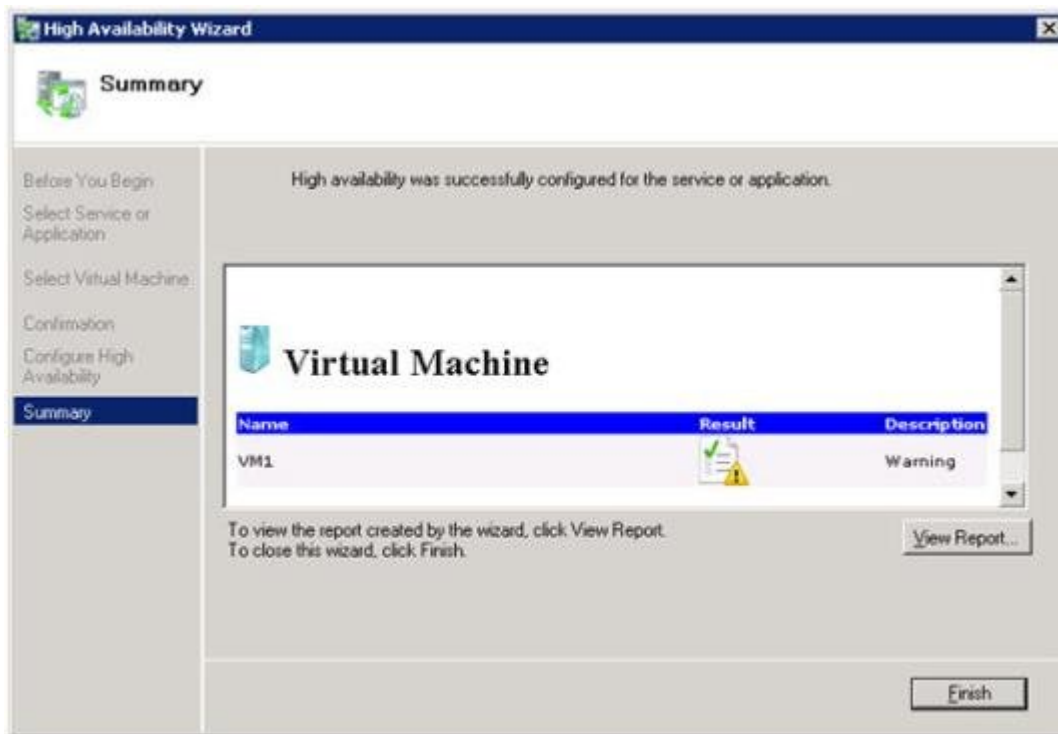 High Availability Wizard
Summary
Before You Begin
Select Service or
Application
Select Virtual Machine
Confirmation
Configure High
Availability
Summary
High availability was successfully configured for the service or application.
Virtual Machine
Name Result Description
VM1 Warning
To view the report created by the wizard, click View Report.
To close this wizard, click Finish.
View Report...
Finish